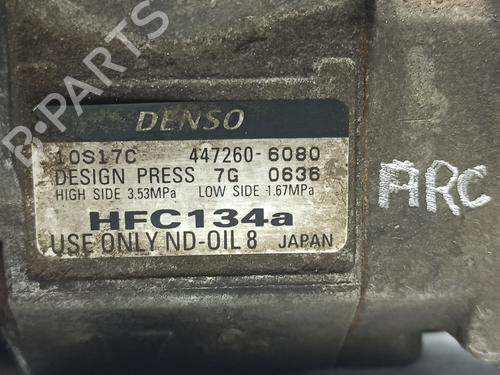 DENSO
10S17C 447260-6080
DESIGN PRESS 7G 0636
HIGH SIDE 3.53MPa LOW SIDE 1.67MPa
HFC134a
USE ONLY ND-OIL 8 JAPAN
ARC
B-PARTS